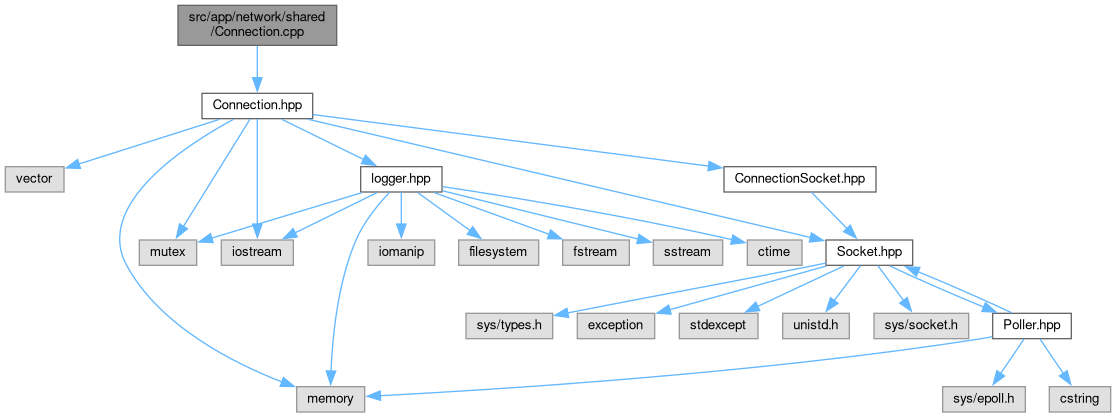 src/app/network/shared
/Connection.cpp
Connection.hpp
vector
logger.hpp
ConnectionSocket.hpp
mutex
iostream
iomanip
filesystem
fstream
sstream
ctime
Socket.hpp
sys/types.h
exception
stdexcept
unistd.h
sys/socket.h
Poller.hpp
memory
sys/epoll.h
cstring